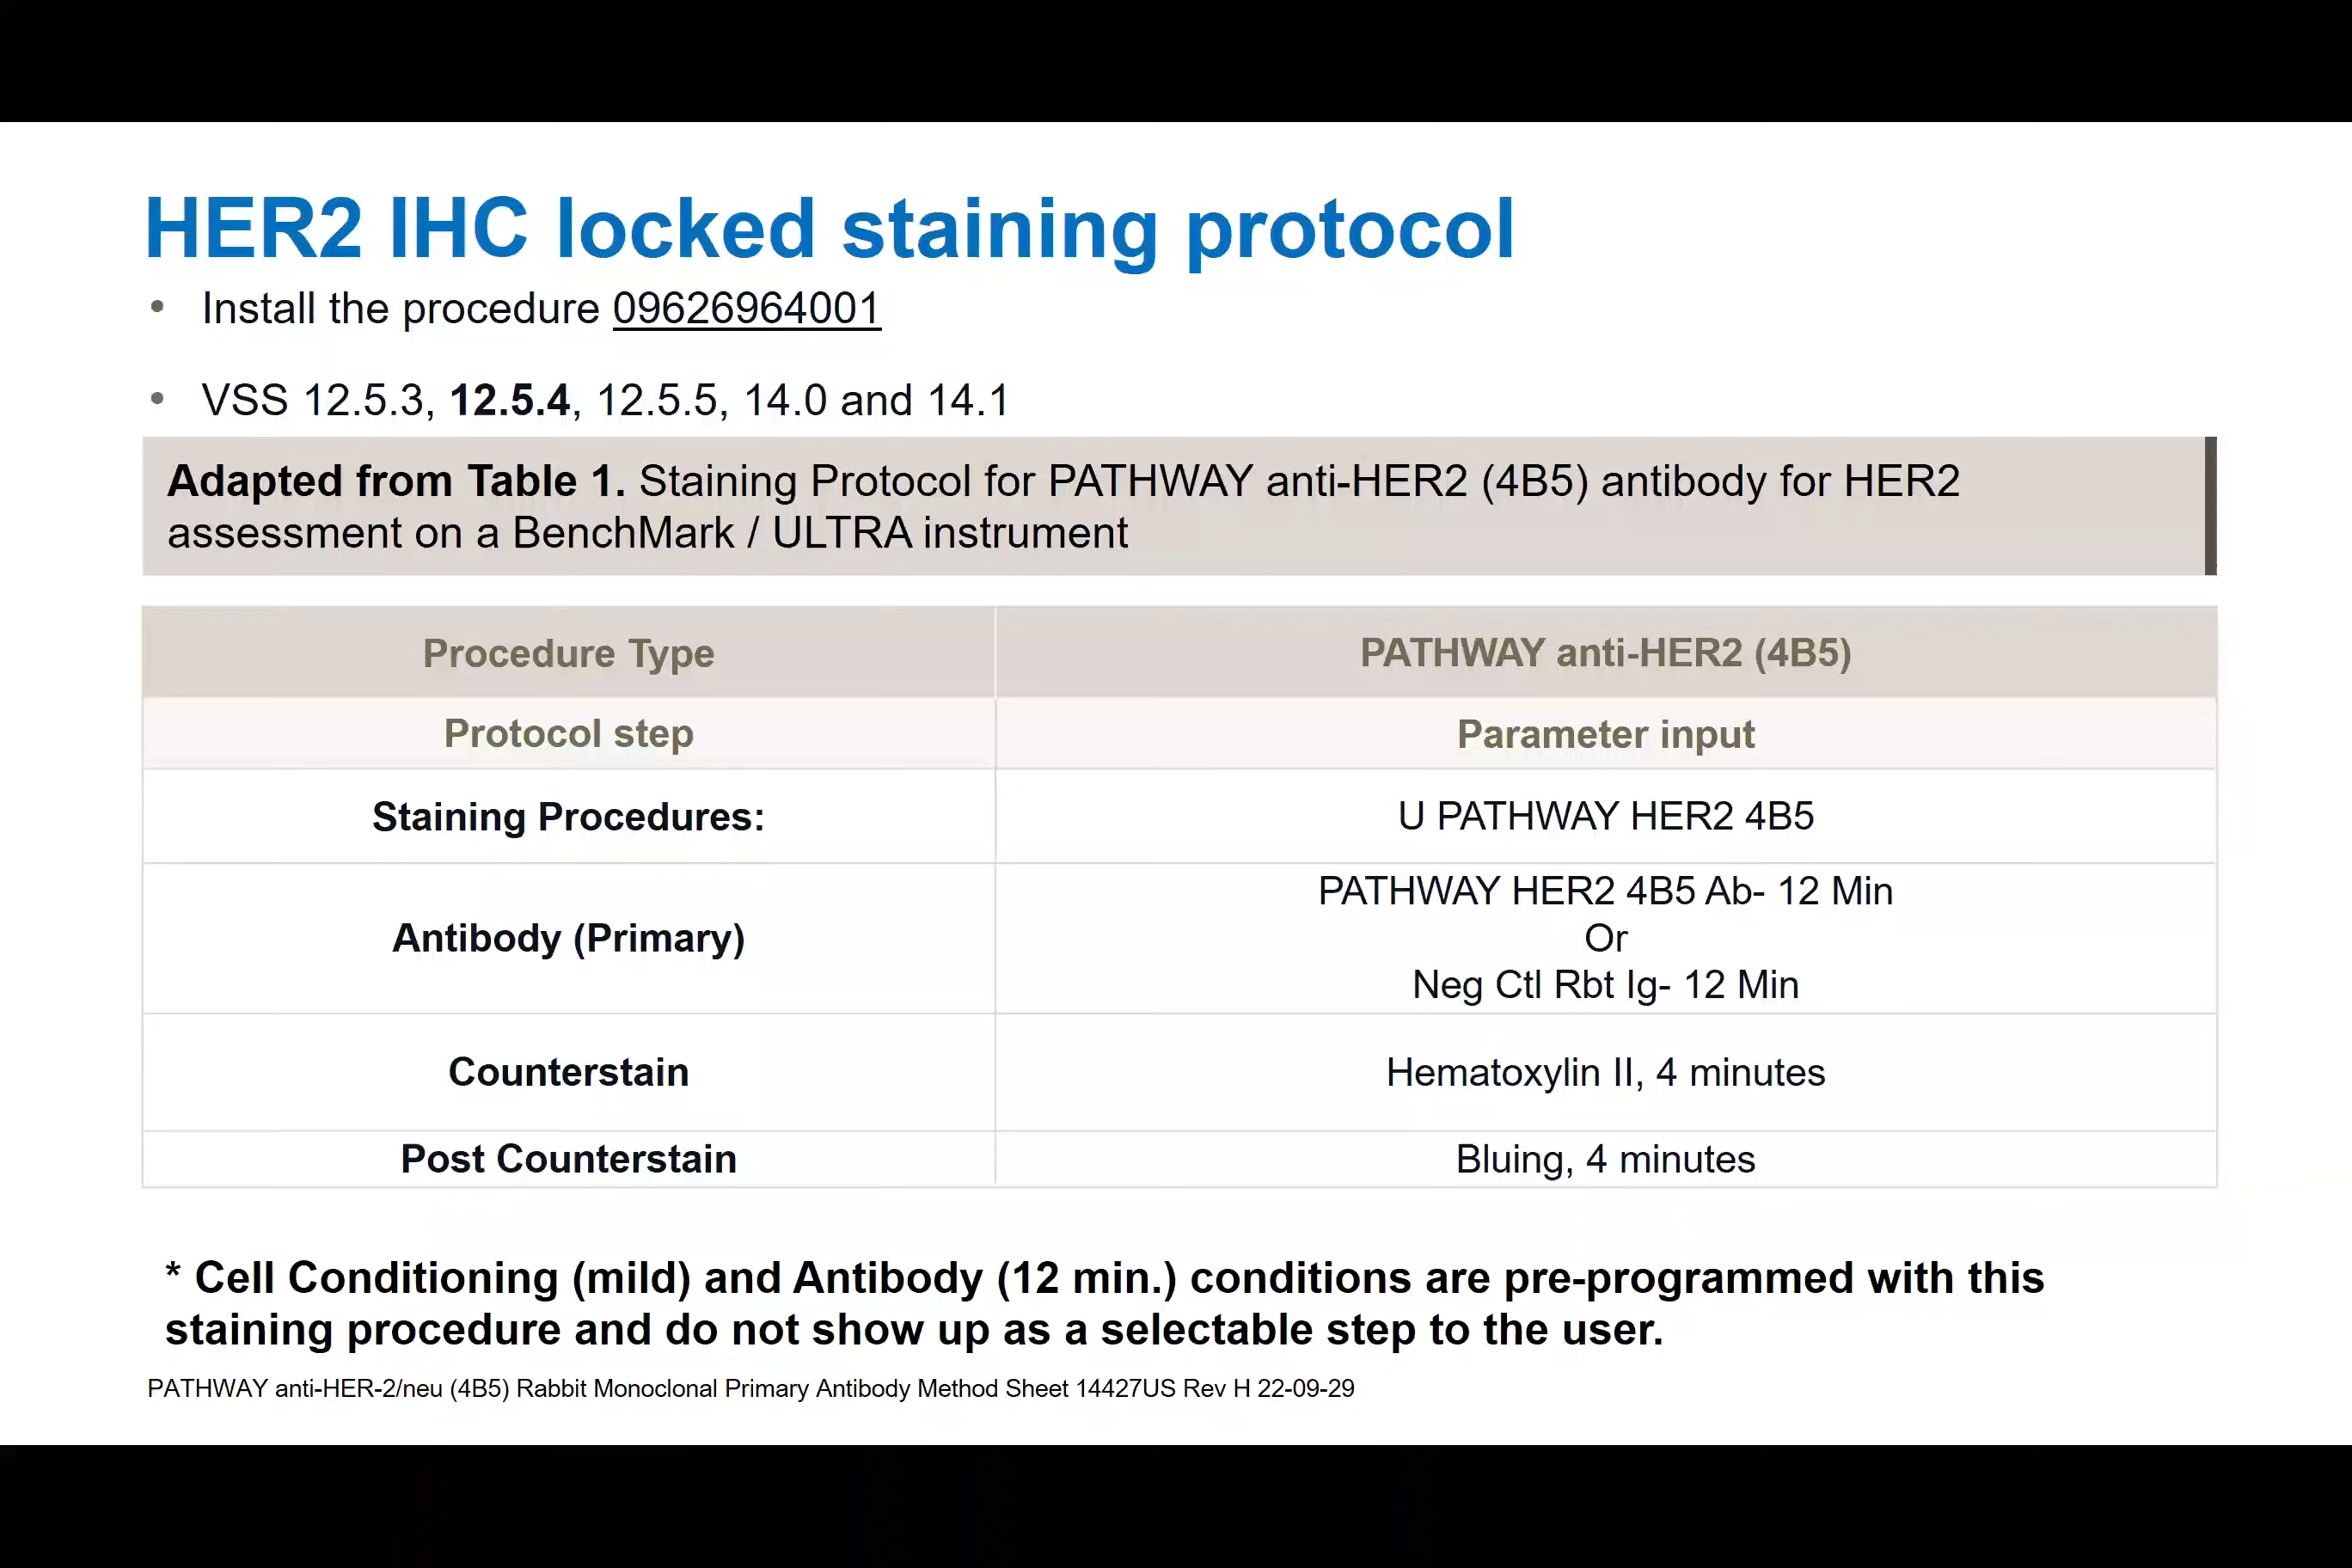 HER2 IHC locked staining protocol
• Install the procedure 09626964001
• VSS 12.5.3, 12.5.4, 12.5.5, 14.0 and 14.1
Adapted from Table 1. Staining Protocol for PATHWAY anti-HER2 (4B5) antibody for HER2
assessment on a BenchMark / ULTRA instrument
Procedure Type PATHWAY anti-HER2 (4B5)
Protocol step Parameter input
Staining Procedures: U PATHWAY HER2 4B5
Antibody (Primary) PATHWAY HER2 4B5 Ab- 12 Min
Or
Neg Ctl Rbt Ig- 12 Min
Counterstain Hematoxylin II, 4 minutes
Post Counterstain Bluing, 4 minutes
* Cell Conditioning (mild) and Antibody (12 min.) conditions are pre-programmed with this
staining procedure and do not show up as a selectable step to the user.
PATHWAY anti-HER-2/neu (4B5) Rabbit Monoclonal Primary Antibody Method Sheet 14427US Rev H 22-09-29